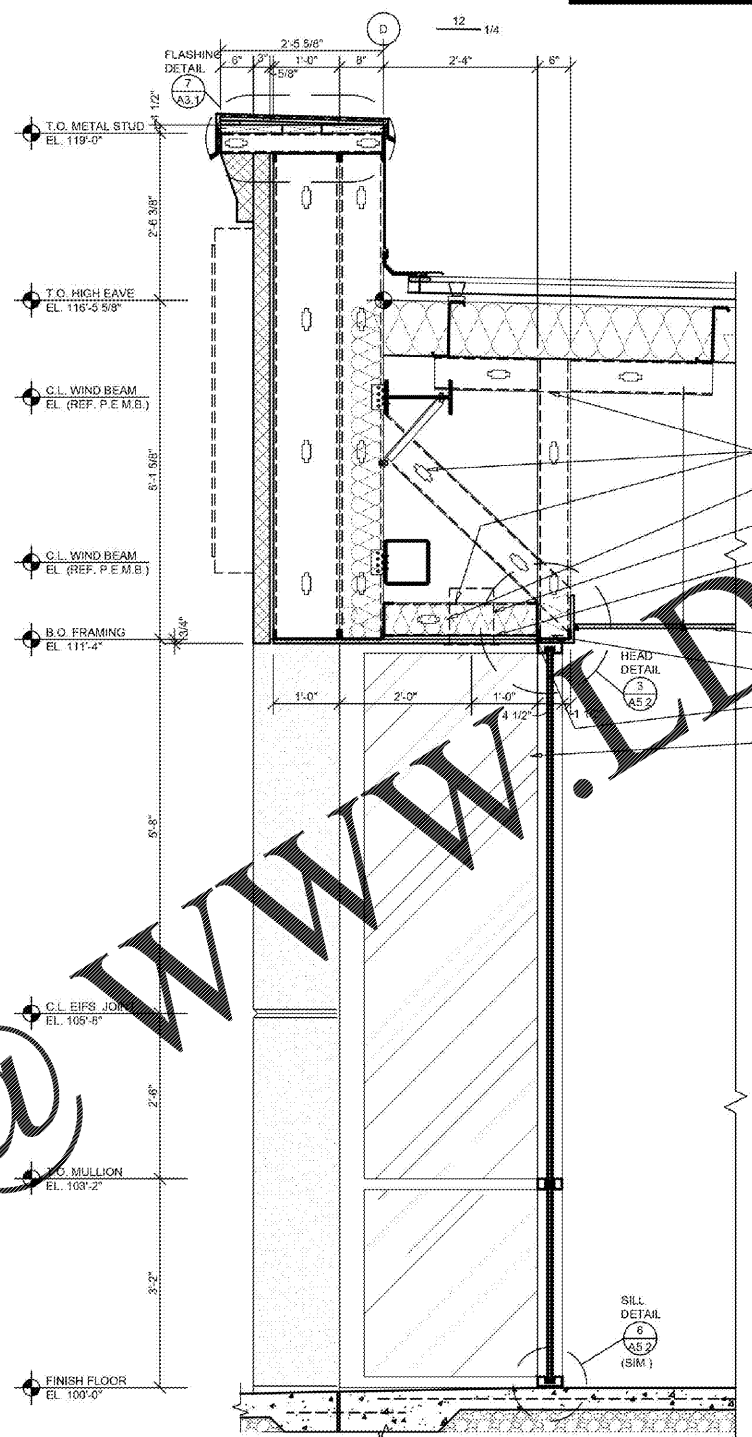 2'-5 5/8"
D
12
1/4
6"
3"
1'-0"
8"
2'-4"
6"
5/8"
FLASHING
DETAIL
7
A3.1
1 1/2"
T.O. METAL STUD
EL. 119'-0"
2'-6 3/8"
T.O. HIGH EAVE
EL. 116'-5 5/8"
C.L. WIND BEAM
EL. (REF. P.E.M.B.)
C.L. WIND BEAM
EL. (REF. P.E.M.B.)
B.O. FRAMING
EL. 111'-4"
3/4"
HEAD
DETAIL
3
A5.2
1'-0"
2'-0"
1'-0"
4 1/2"
5'-8"
WWW.LD
C.L. EIFS JOINT
EL. 105'-8"
2'-6"
@
T.O. MULLION
EL. 103'-2"
3'-2"
SILL
DETAIL
6
A5.2
(SIM.)
FINISH FLOOR
EL. 100'-0"